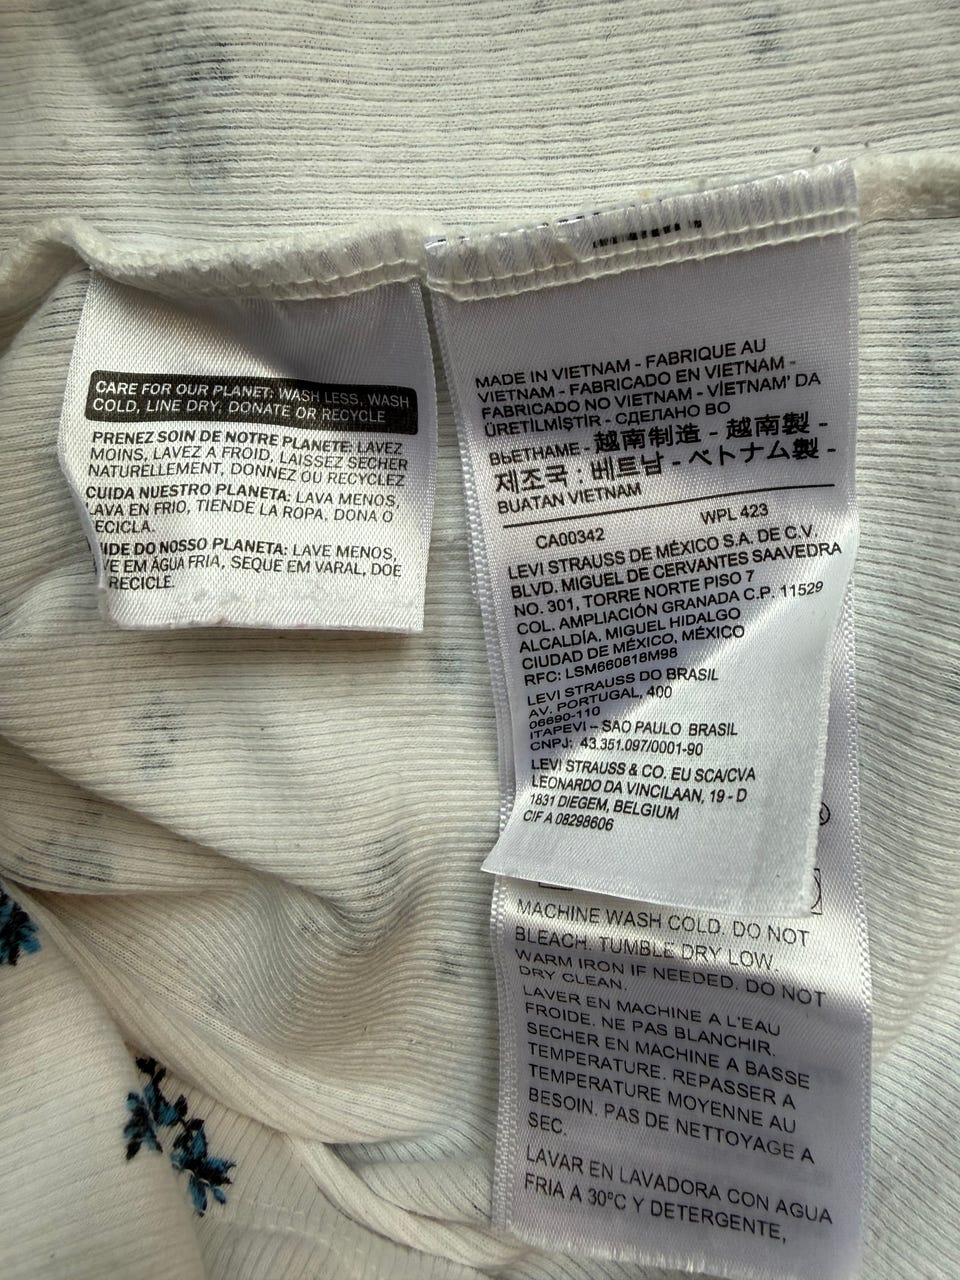 CARE FOR OUR PLANET: WASH LESS, WASH
COLD, LINE DRY, DONATE OR RECYCLE
PRENEZ SOIN DE NOTRE PLANETE: LAVEZ
MOINS, LAVEZ A FROID, LAISSEZ SECHER
NATURELLEMENT, DONNEZ OU RECYCLEZ
CUIDA NUESTRO PLANETA: LAVA MENOS,
LAVA EN FRIO, TIENDE LA ROPA, DONA O
ECICLA.
IDE DO NOSSO PLANETA: LAVE MENOS,
VE EM ÁGUA FRIA, SEQUE EM VARAL, DOE
RECICLE.
MADE IN VIETNAM - FABRIQUE AU
VIETNAM - FABRICADO EN VIETNAM -
FABRICADO NO VIETNAM - VİETNAM' DA
ÜRETİLMİŞTİR - СДЕЛАНО ВО
ВЬЕТНАМЕ - 越南制造 - 越南製 -
제조국 : 베트남 - ベトナム製 -
BUATAN VIETNAM
CA00342 WPL 423
LEVI STRAUSS DE MÉXICO S.A. DE C.V.
BLVD. MIGUEL DE CERVANTES SAAVEDRA
NO. 301, TORRE NORTE PISO 7
COL. AMPLIACIÓN GRANADA C.P. 11529
ALCALDÍA. MIGUEL HIDALGO
CIUDAD DE MÉXICO, MÉXICO
RFC: LSM660818M98
LEVI STRAUSS DO BRASIL
AV. PORTUGAL, 400
06690-110
ITAPEVI – SAO PAULO BRASIL
CNPJ: 43.351.097/0001-90
LEVI STRAUSS & CO. EU SCA/CVA
LEONARDO DA VINCILAAN, 19 - D
1831 DIEGEM, BELGIUM
CIF A 08298606
®
MACHINE WASH COLD. DO NOT
BLEACH. TUMBLE DRY LOW.
WARM IRON IF NEEDED. DO NOT
DRY CLEAN.
LAVER EN MACHINE A L'EAU
FROIDE. NE PAS BLANCHIR.
SECHER EN MACHINE A BASSE
TEMPERATURE. REPASSER A
TEMPERATURE MOYENNE AU
BESOIN. PAS DE NETTOYAGE A
SEC.
LAVAR EN LAVADORA CON AGUA
FRIA A 30ºC Y DETERGENTE,